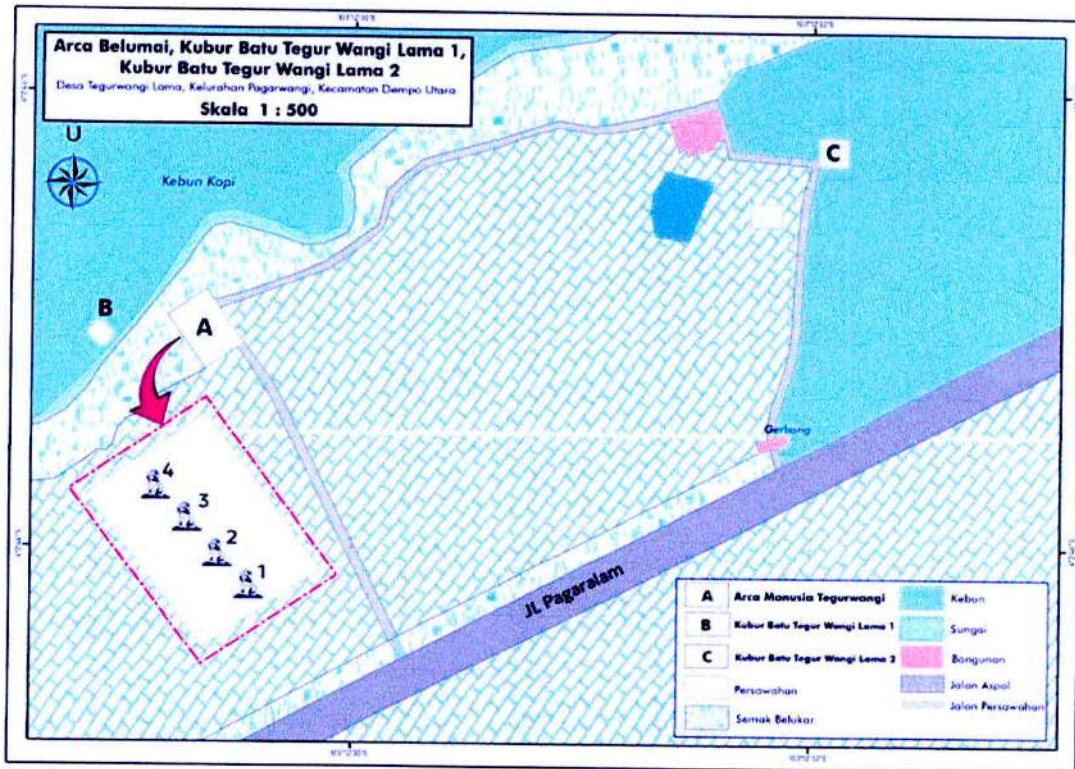 Arca Belumai, Kubur Batu Tegur Wangi Lama 1,
Kubur Batu Tegur Wangi Lama 2
Desa Tegurwangi Lama, Kelurahan Pagarwangi, Kecamatan Dempo Utara
Skala 1 : 500
U
Kebun Kopi
C
B
A
Gerbang
4
3
2
1
JL Pagaralam
A Arca Manusia Tegurwangi
B Kubur Batu Tegur Wangi Lama 1
C Kubur Batu Tegur Wangi Lama 2
Persawahan
Semak Belukar
Kebun
Sungai
Bangunan
Jalan Aspal
Jalan Persawahan